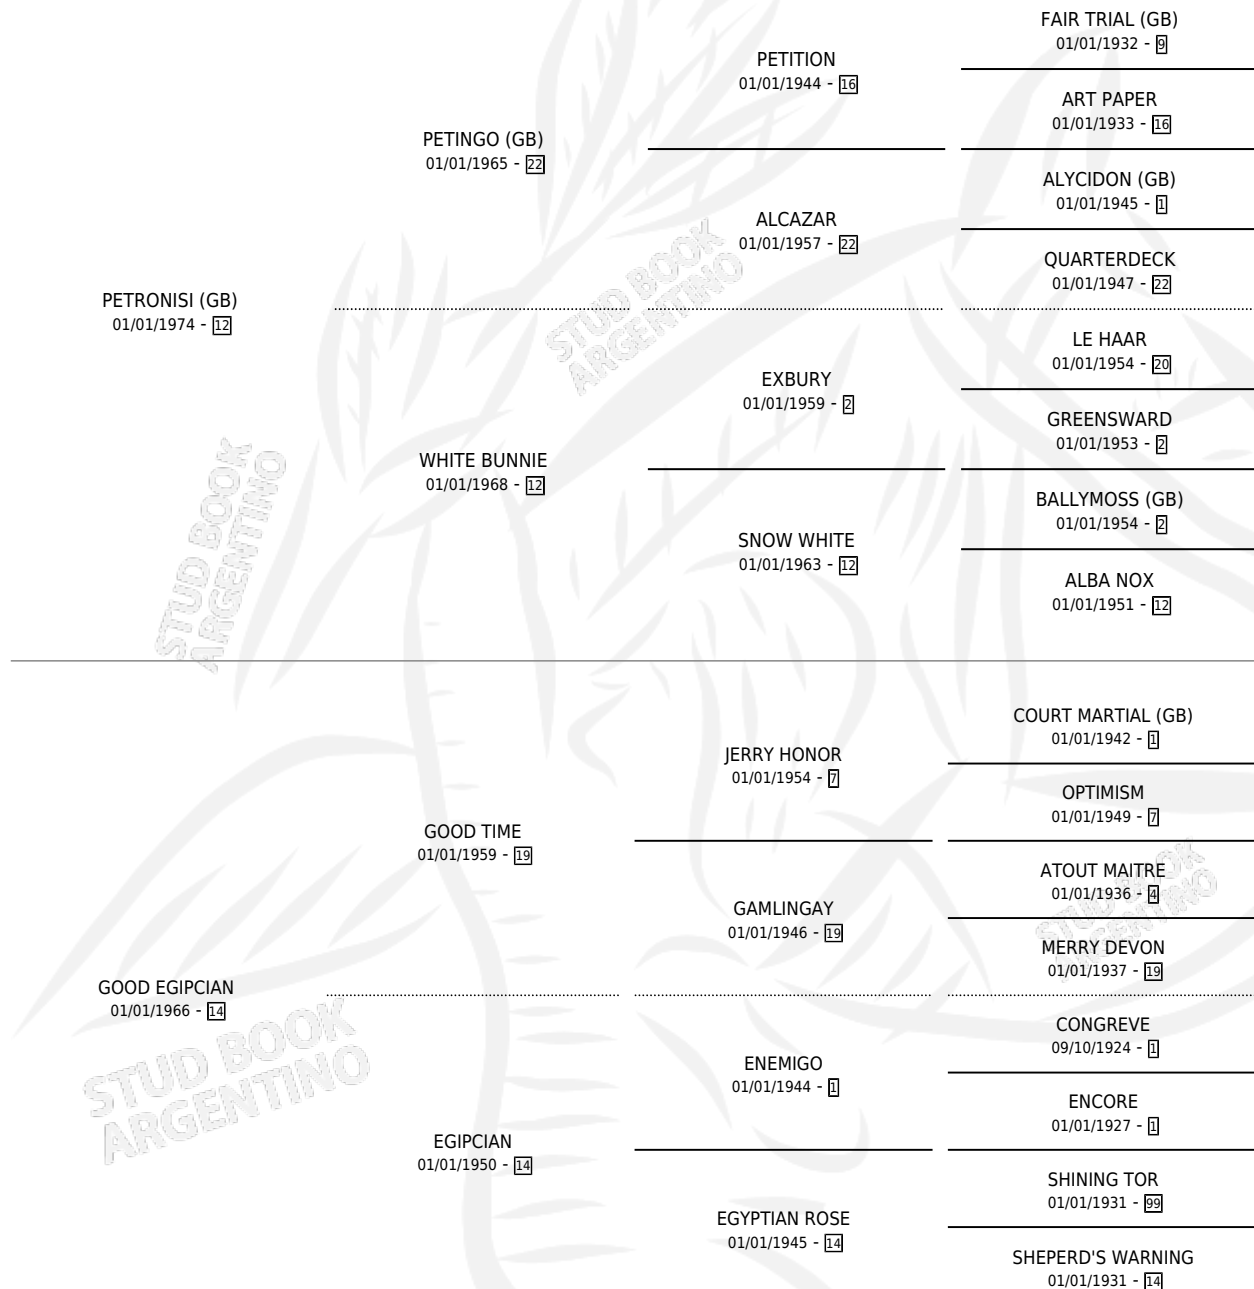 FAIR TRIAL (GB)
01/01/1932 - 9
PETITION
01/01/1944 - 16
ART PAPER
01/01/1933 - 16
PETINGO (GB)
01/01/1965 - 22
ALYCIDON (GB)
01/01/1945 - 1
ALCAZAR
01/01/1957 - 22
QUARTERDECK
01/01/1947 - 22
PETRONISI (GB)
01/01/1974 - 12
LE HAAR
01/01/1954 - 20
EXBURY
01/01/1959 - 2
GREENSWARD
01/01/1953 - 2
WHITE BUNNIE
01/01/1968 - 12
BALLYMOSS (GB)
01/01/1954 - 2
SNOW WHITE
01/01/1963 - 12
ALBA NOX
01/01/1951 - 12
COURT MARTIAL (GB)
01/01/1942 - 1
JERRY HONOR
01/01/1954 - 7
OPTIMISM
01/01/1949 - 7
GOOD TIME
01/01/1959 - 19
ATOUT MAITRE
01/01/1936 - 4
GAMLINGAY
01/01/1946 - 19
MERRY DEVON
01/01/1937 - 19
GOOD EGIPCIAN
01/01/1966 - 14
CONGREVE
09/10/1924 - 1
ENEMIGO
01/01/1944 - 1
ENCORE
01/01/1927 - 1
EGIPCIAN
01/01/1950 - 14
SHINING TOR
01/01/1931 - 99
EGYPTIAN ROSE
01/01/1945 - 14
SHEPERD'S WARNING
01/01/1931 - 14
STUD BOOK
ARGENTINO
STUD BOOK
ARGENTINO
STUD BOOK
ARGENTINO
STUD BOOK
ARGENTINO